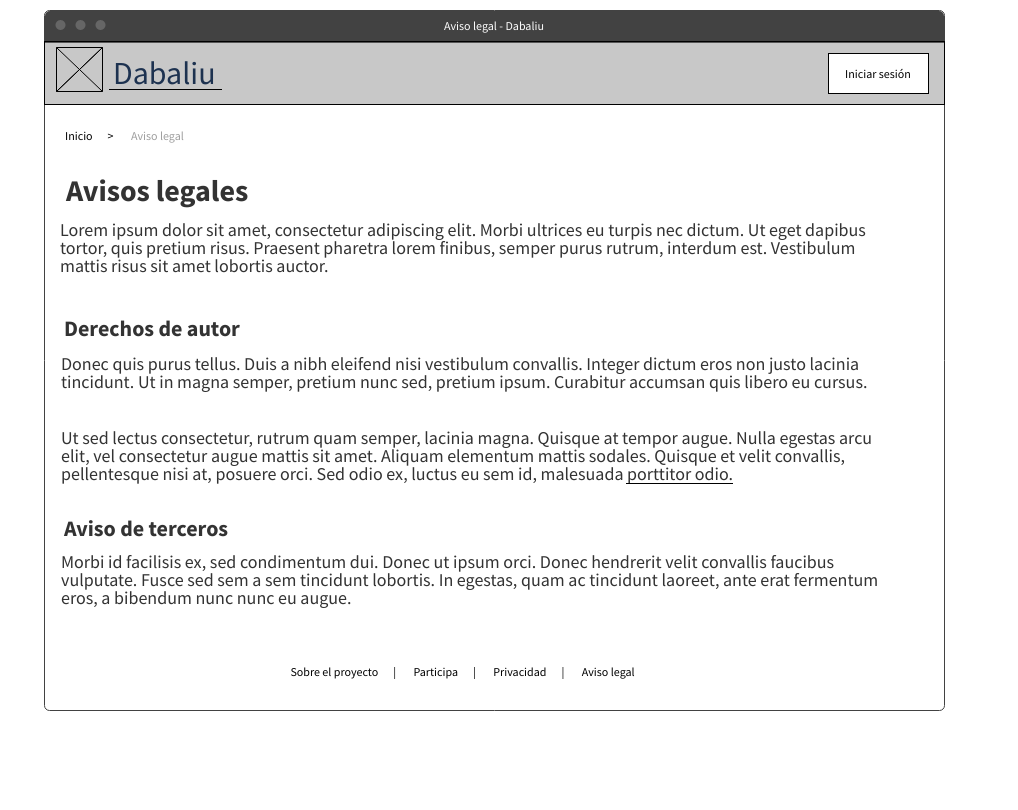 Aviso legal - Dabaliu
Dabaliu
Iniciar sesión
Inicio > Aviso legal
Avisos legales
Lorem ipsum dolor sit amet, consectetur adipiscing elit. Morbi ultrices eu turpis nec dictum. Ut eget dapibus
tortor, quis pretium risus. Praesent pharetra lorem finibus, semper purus rutrum, interdum est. Vestibulum
mattis risus sit amet lobortis auctor.
Derechos de autor
Donec quis purus tellus. Duis a nibh eleifend nisi vestibulum convallis. Integer dictum eros non justo lacinia
tincidunt. Ut in magna semper, pretium nunc sed, pretium ipsum. Curabitur accumsan quis libero eu cursus.
Ut sed lectus consectetur, rutrum quam semper, lacinia magna. Quisque at tempor augue. Nulla egestas arcu
elit, vel consectetur augue mattis sit amet. Aliquam elementum mattis sodales. Quisque et velit convallis,
pellentesque nisi at, posuere orci. Sed odio ex, luctus eu sem id, malesuada porttitor odio.
Aviso de terceros
Morbi id facilisis ex, sed condimentum dui. Donec ut ipsum orci. Donec hendrerit velit convallis faucibus
vulputate. Fusce sed sem a sem tincidunt lobortis. In egestas, quam ac tincidunt laoreet, ante erat fermentum
eros, a bibendum nunc nunc eu augue.
Sobre el proyecto | Participa | Privacidad | Aviso legal